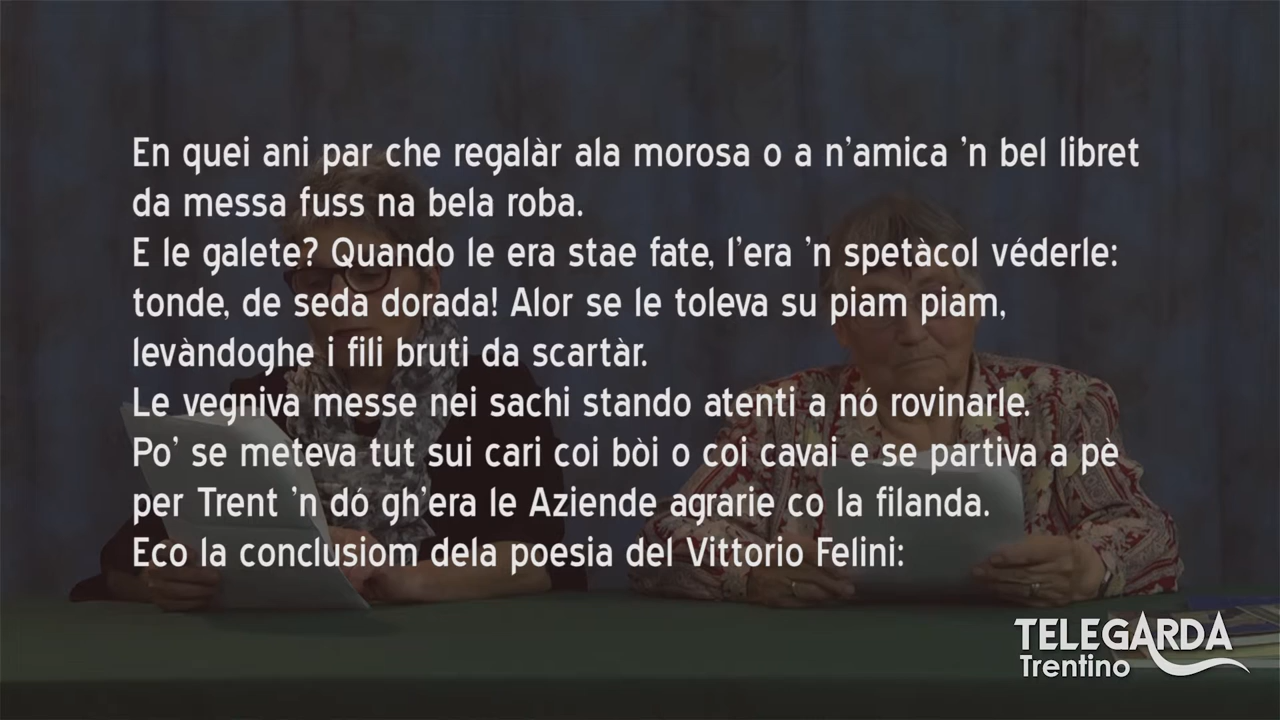 En quei ani par che regalàr ala morosa o a n'amica 'n bel libret
da messa fuss na bela roba.
E le galete? Quando le era stae fate, l'era 'n spetàcol véderle:
tonde, de seda dorada! Alor se le toleva su piam piam,
levàndoghe i fili bruti da scartàr.
Le vegniva messe nei sachi stando atenti a nó rovinarle.
Po' se meteva tut sui cari coi bòi o coi cavai e se partiva a pè
per Trent 'n dó gh'era le Aziende agrarie co la filanda.
Eco la conclusiom dela poesia del Vittorio Felini:
TELEGARDA
Trentino